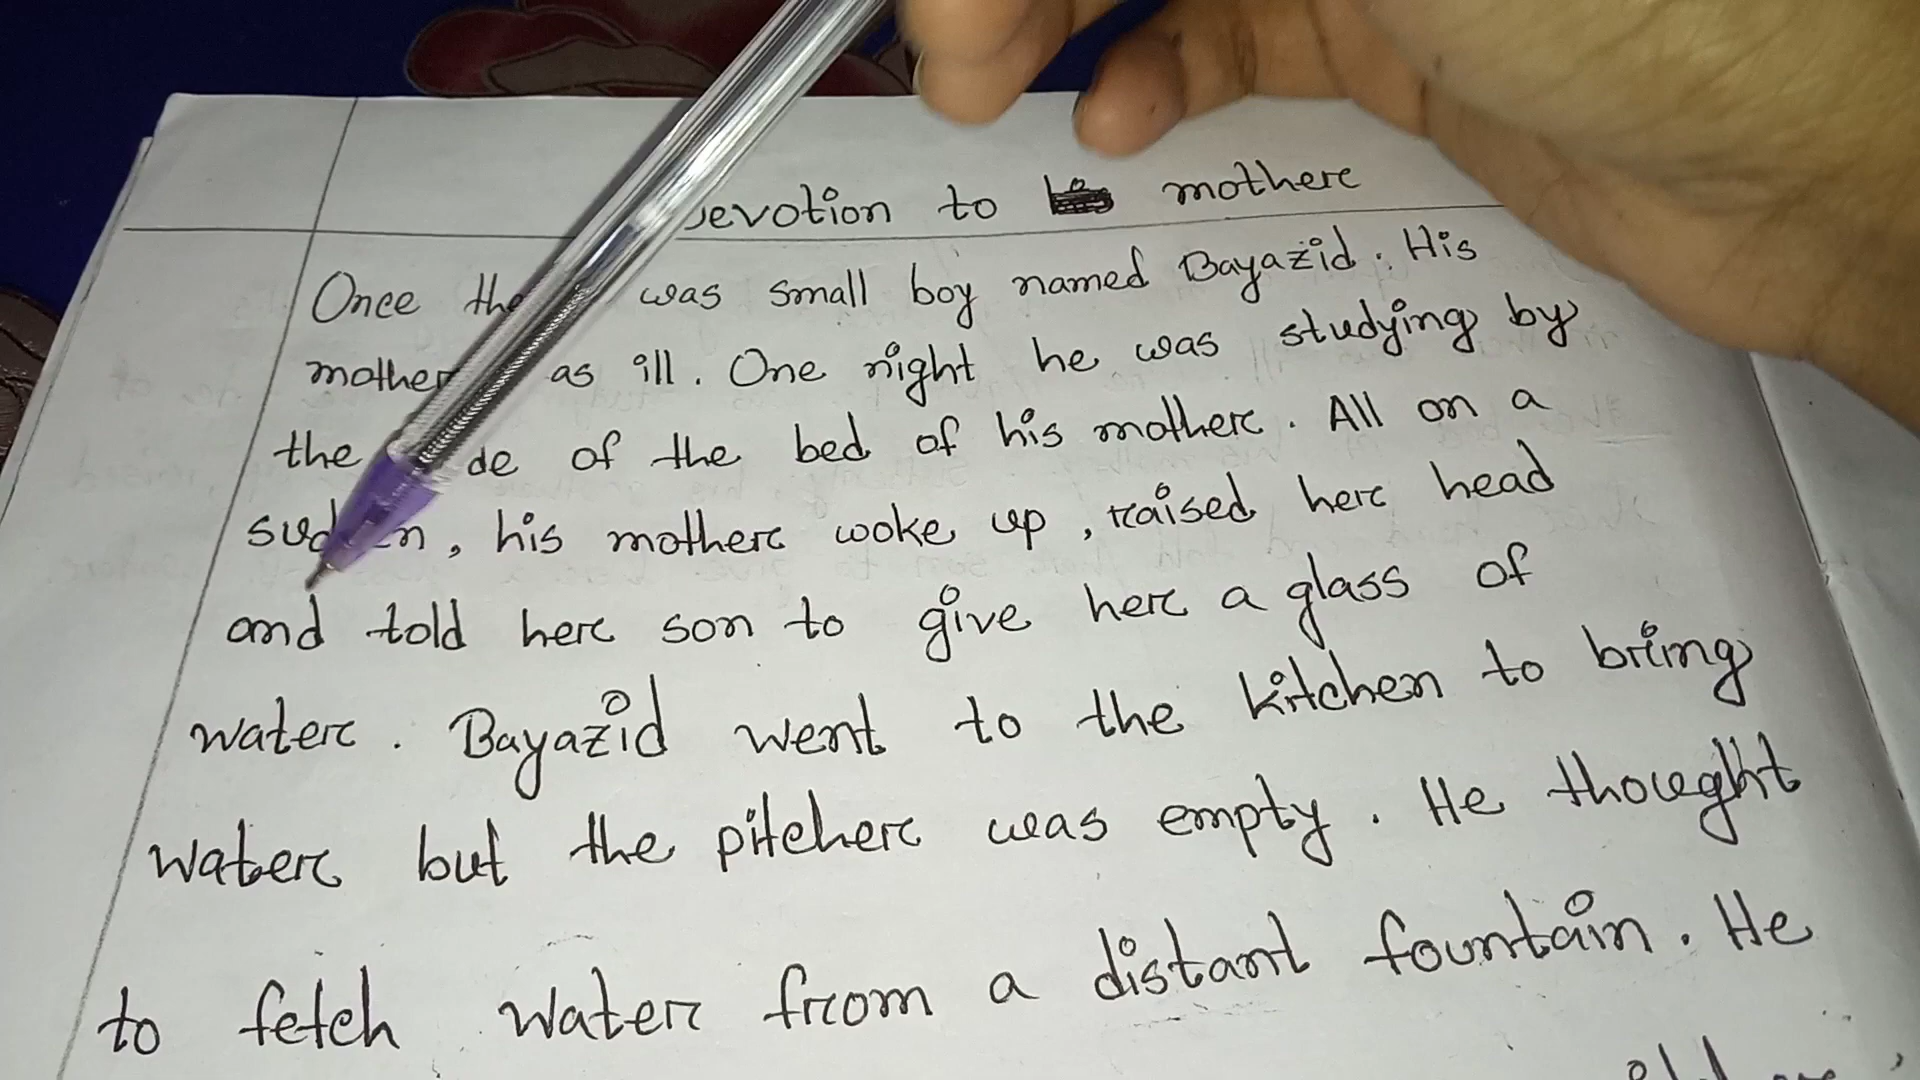 Devotion to mother
Once the was small boy named Bayazid. His
mother as ill. One night he was studying by
the de of the bed of his mother. All on a
sudden, his mother woke up, raised her head
and told her son to give her a glass of
water. Bayazid went to the kitchen to bring
water but the pitcher was empty. He thought
to fetch water from a distant fountain. He